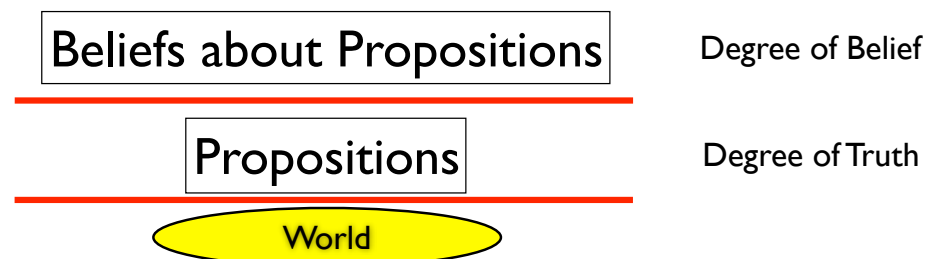 Beliefs about Propositions Degree of Belief
Propositions Degree of Truth
World